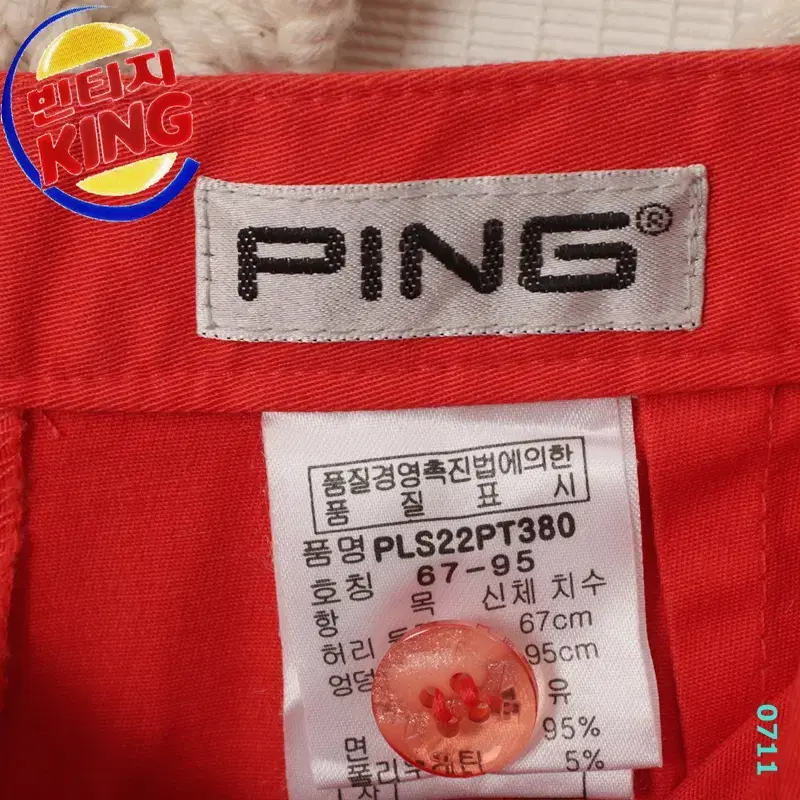 빈티지
KING
PING®
품질경영촉진법에의한
품 질 표 시
품명 PLS22PT380
호칭 67-95
항 목 신체 치수
허리 67cm
엉덩 95cm
유
면 95%
5%
0711